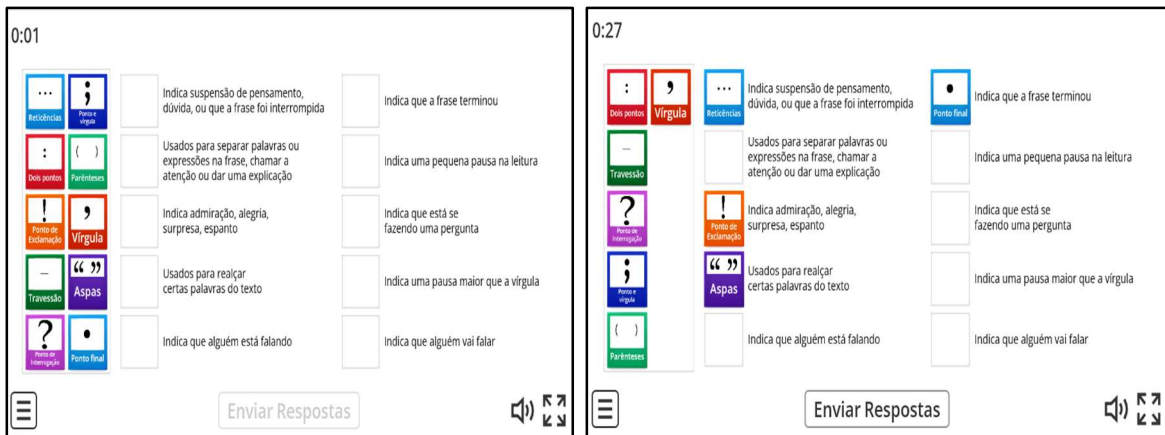 0:01
...
Reticências
;
Ponto e
vírgula
Indica suspensão de pensamento,
dúvida, ou que a frase foi interrompida
Indica que a frase terminou
:
Dois pontos
( )
Parênteses
Usados para separar palavras ou
expressões na frase, chamar a
atenção ou dar uma explicação
Indica uma pequena pausa na leitura
!
Ponto de
Exclamação
,
Vírgula
Indica admiração, alegria,
surpresa, espanto
Indica que está se
fazendo uma pergunta
—
Travessão
“ ”
Aspas
Usados para realçar
certas palavras do texto
Indica uma pausa maior que a vírgula
?
Ponto de
Interrogação
•
Ponto final
Indica que alguém está falando
Indica que alguém vai falar
Enviar Respostas
0:27
:
Dois pontos
,
Vírgula
...
Reticências
Indica suspensão de pensamento,
dúvida, ou que a frase foi interrompida
•
Ponto final
Indica que a frase terminou
—
Travessão
Usados para separar palavras ou
expressões na frase, chamar a
atenção ou dar uma explicação
Indica uma pequena pausa na leitura
?
Ponto de
Interrogação
!
Ponto de
Exclamação
Indica admiração, alegria,
surpresa, espanto
Indica que está se
fazendo uma pergunta
;
Ponto e
vírgula
“ ”
Aspas
Usados para realçar
certas palavras do texto
Indica uma pausa maior que a vírgula
( )
Parênteses
Indica que alguém está falando
Indica que alguém vai falar
Enviar Respostas